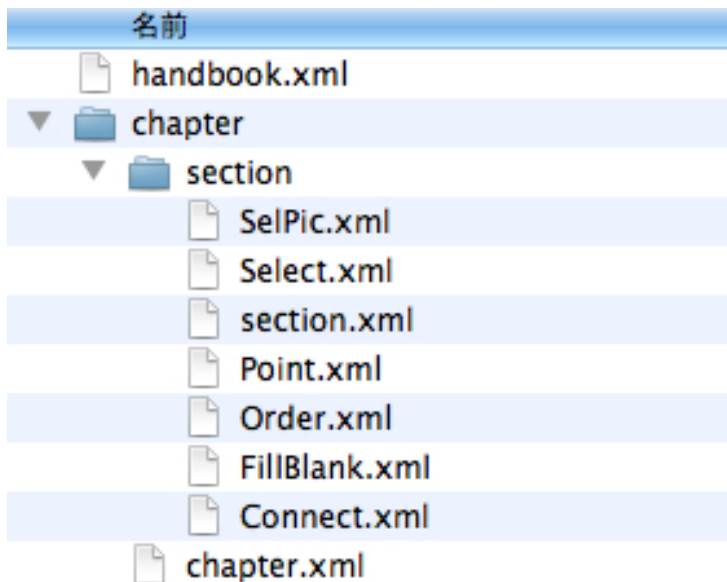 名前
handbook.xml
chapter
section
SelPic.xml
Select.xml
section.xml
Point.xml
Order.xml
FillBlank.xml
Connect.xml
chapter.xml